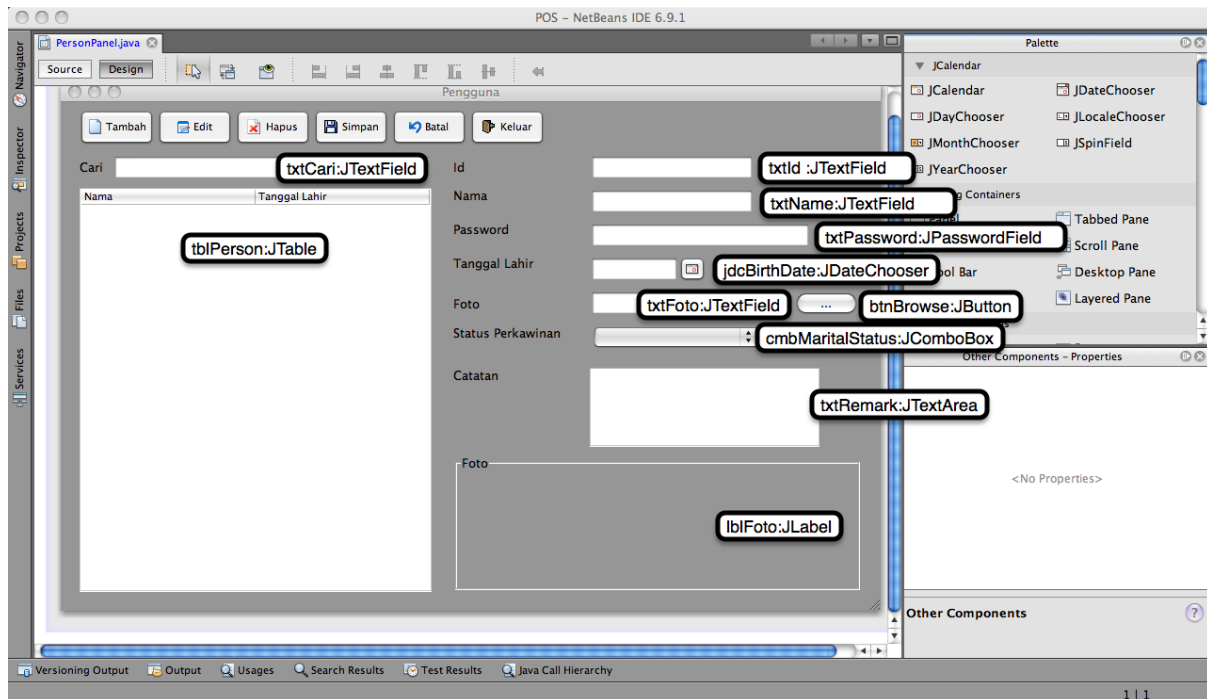 POS – NetBeans IDE 6.9.1
PersonPanel.java
Source
Design
Navigator
Inspector
Projects
Files
Services
Pengguna
Tambah
Edit
Hapus
Simpan
Batal
Keluar
Cari
txtCari:JTextField
Nama
Tanggal Lahir
tblPerson:JTable
Id
txtId :JTextField
Nama
txtName:JTextField
Password
txtPassword:JPasswordField
Tanggal Lahir
jdcBirthDate:JDateChooser
Foto
txtFoto:JTextField
...
btnBrowse:JButton
Status Perkawinan
cmbMaritalStatus:JComboBox
Catatan
txtRemark:JTextArea
Foto
lblFoto:JLabel
Palette
JCalendar
JCalendar
JDateChooser
JDayChooser
JLocaleChooser
JMonthChooser
JSpinField
JYearChooser
Containers
Tabbed Pane
Scroll Pane
Bar
Desktop Pane
Layered Pane
Other Components – Properties
<No Properties>
Other Components
?
Versioning Output
Output
Usages
Search Results
Test Results
Java Call Hierarchy
1 | 1